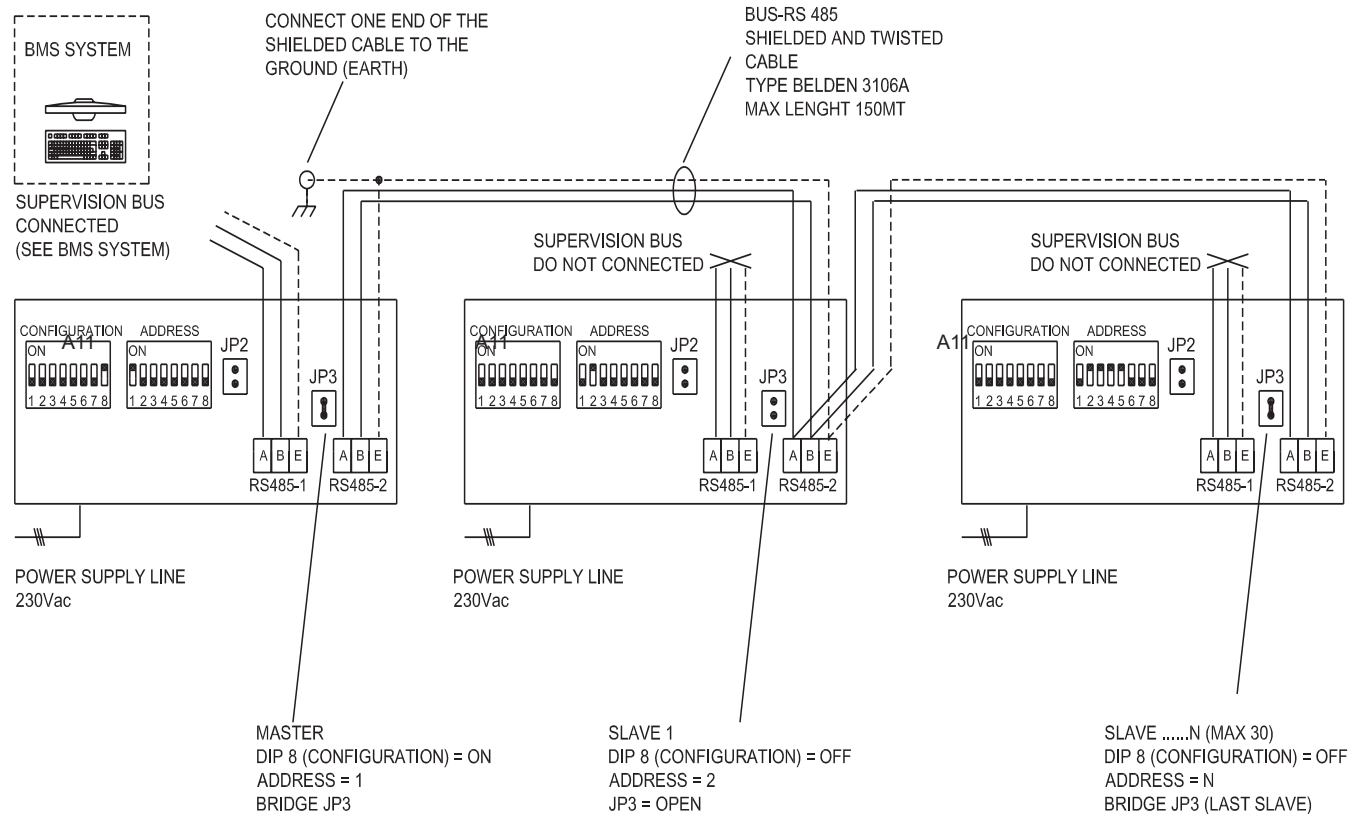 BMS SYSTEM
SUPERVISION BUS
CONNECTED
(SEE BMS SYSTEM)
CONNECT ONE END OF THE
SHIELDED CABLE TO THE
GROUND (EARTH)
BUS-RS 485
SHIELDED AND TWISTED
CABLE
TYPE BELDEN 3106A
MAX LENGHT 150MT
SUPERVISION BUS
DO NOT CONNECTED
SUPERVISION BUS
DO NOT CONNECTED
CONFIGURATION ADDRESS
A11
ON ON
JP2
1 2 3 4 5 6 7 8 1 2 3 4 5 6 7 8
JP3
A B E A B E
RS485-1 RS485-2
POWER SUPPLY LINE
230Vac
CONFIGURATION ADDRESS
A11
ON ON
JP2
1 2 3 4 5 6 7 8 1 2 3 4 5 6 7 8
JP3
A B E A B E
RS485-1 RS485-2
POWER SUPPLY LINE
230Vac
A11
CONFIGURATION ADDRESS
ON ON
JP2
1 2 3 4 5 6 7 8 1 2 3 4 5 6 7 8
JP3
A B E A B E
RS485-1 RS485-2
POWER SUPPLY LINE
230Vac
MASTER
DIP 8 (CONFIGURATION) = ON
ADDRESS = 1
BRIDGE JP3
SLAVE 1
DIP 8 (CONFIGURATION) = OFF
ADDRESS = 2
JP3 = OPEN
SLAVE ......N (MAX 30)
DIP 8 (CONFIGURATION) = OFF
ADDRESS = N
BRIDGE JP3 (LAST SLAVE)